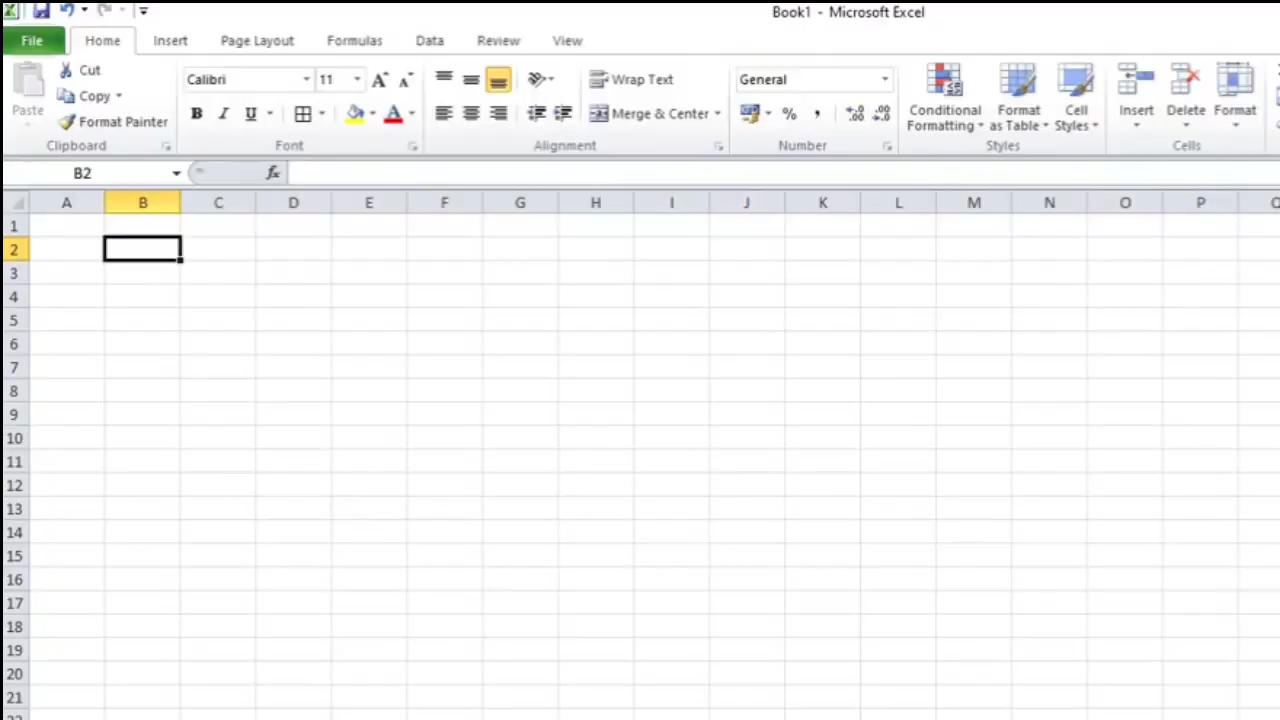 Book1 - Microsoft Excel
File Home Insert Page Layout Formulas Data Review View
Paste
Cut
Copy
Format Painter
Clipboard
Calibri 11
B I U A
Font
Wrap Text
Merge & Center
Alignment
General
% ,
Number
Conditional
Formatting
Format
as Table
Cell
Styles
Styles
Insert Delete Format
Cells
B2 fx
A B C D E F G H I J K L M N O P
1
2
3
4
5
6
7
8
9
10
11
12
13
14
15
16
17
18
19
20
21